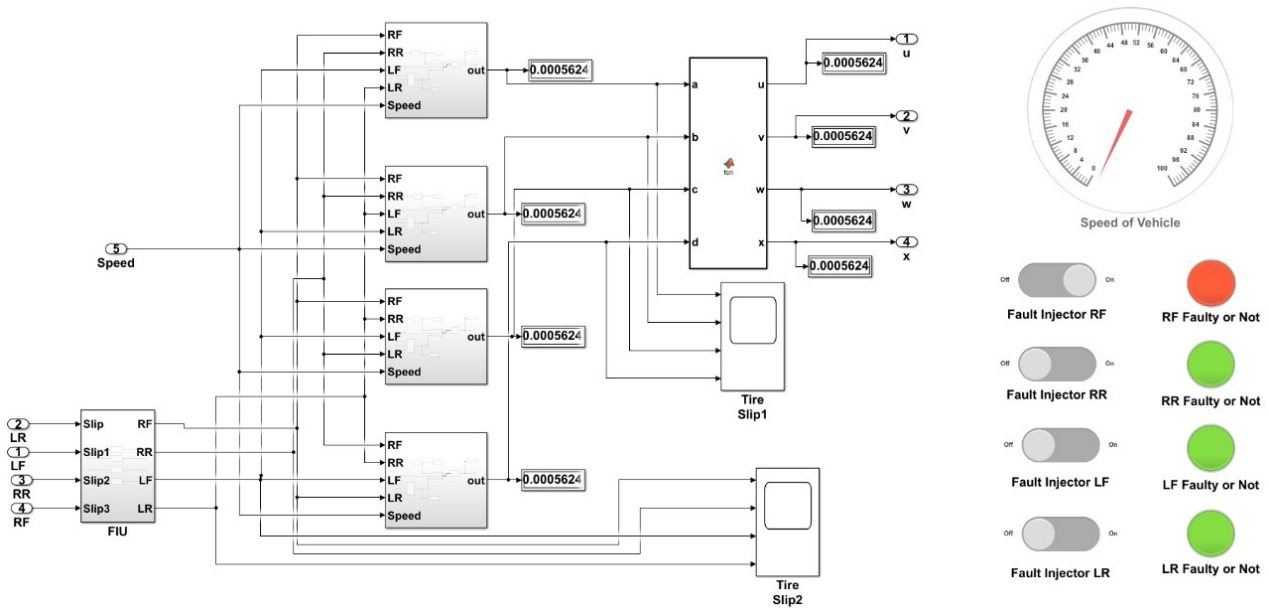 RF
RR
LF
LR
Speed
out
0.0005624
RF
RR
LF
LR
Speed
out
0.0005624
RF
RR
LF
LR
Speed
out
0.0005624
RF
RR
LF
LR
Speed
out
0.0005624
5
Speed
2
LR
1
LF
3
RR
4
RF
Slip
Slip1
Slip2
Slip3
RF
RR
LF
LR
FIU
a
b
c
d
fcn
u
v
w
x
0.0005624
0.0005624
0.0005624
0.0005624
1
u
2
v
3
w
4
x
Tire
Slip1
Tire
Slip2
0
4
8
12
16
20
24
28
32
36
40
44
48
52
56
60
64
68
72
76
80
84
88
92
96
100
Speed of Vehicle
Off On
Fault Injector RF
RF Faulty or Not
Off On
Fault Injector RR
RR Faulty or Not
Off On
Fault Injector LF
LF Faulty or Not
Off On
Fault Injector LR
LR Faulty or Not